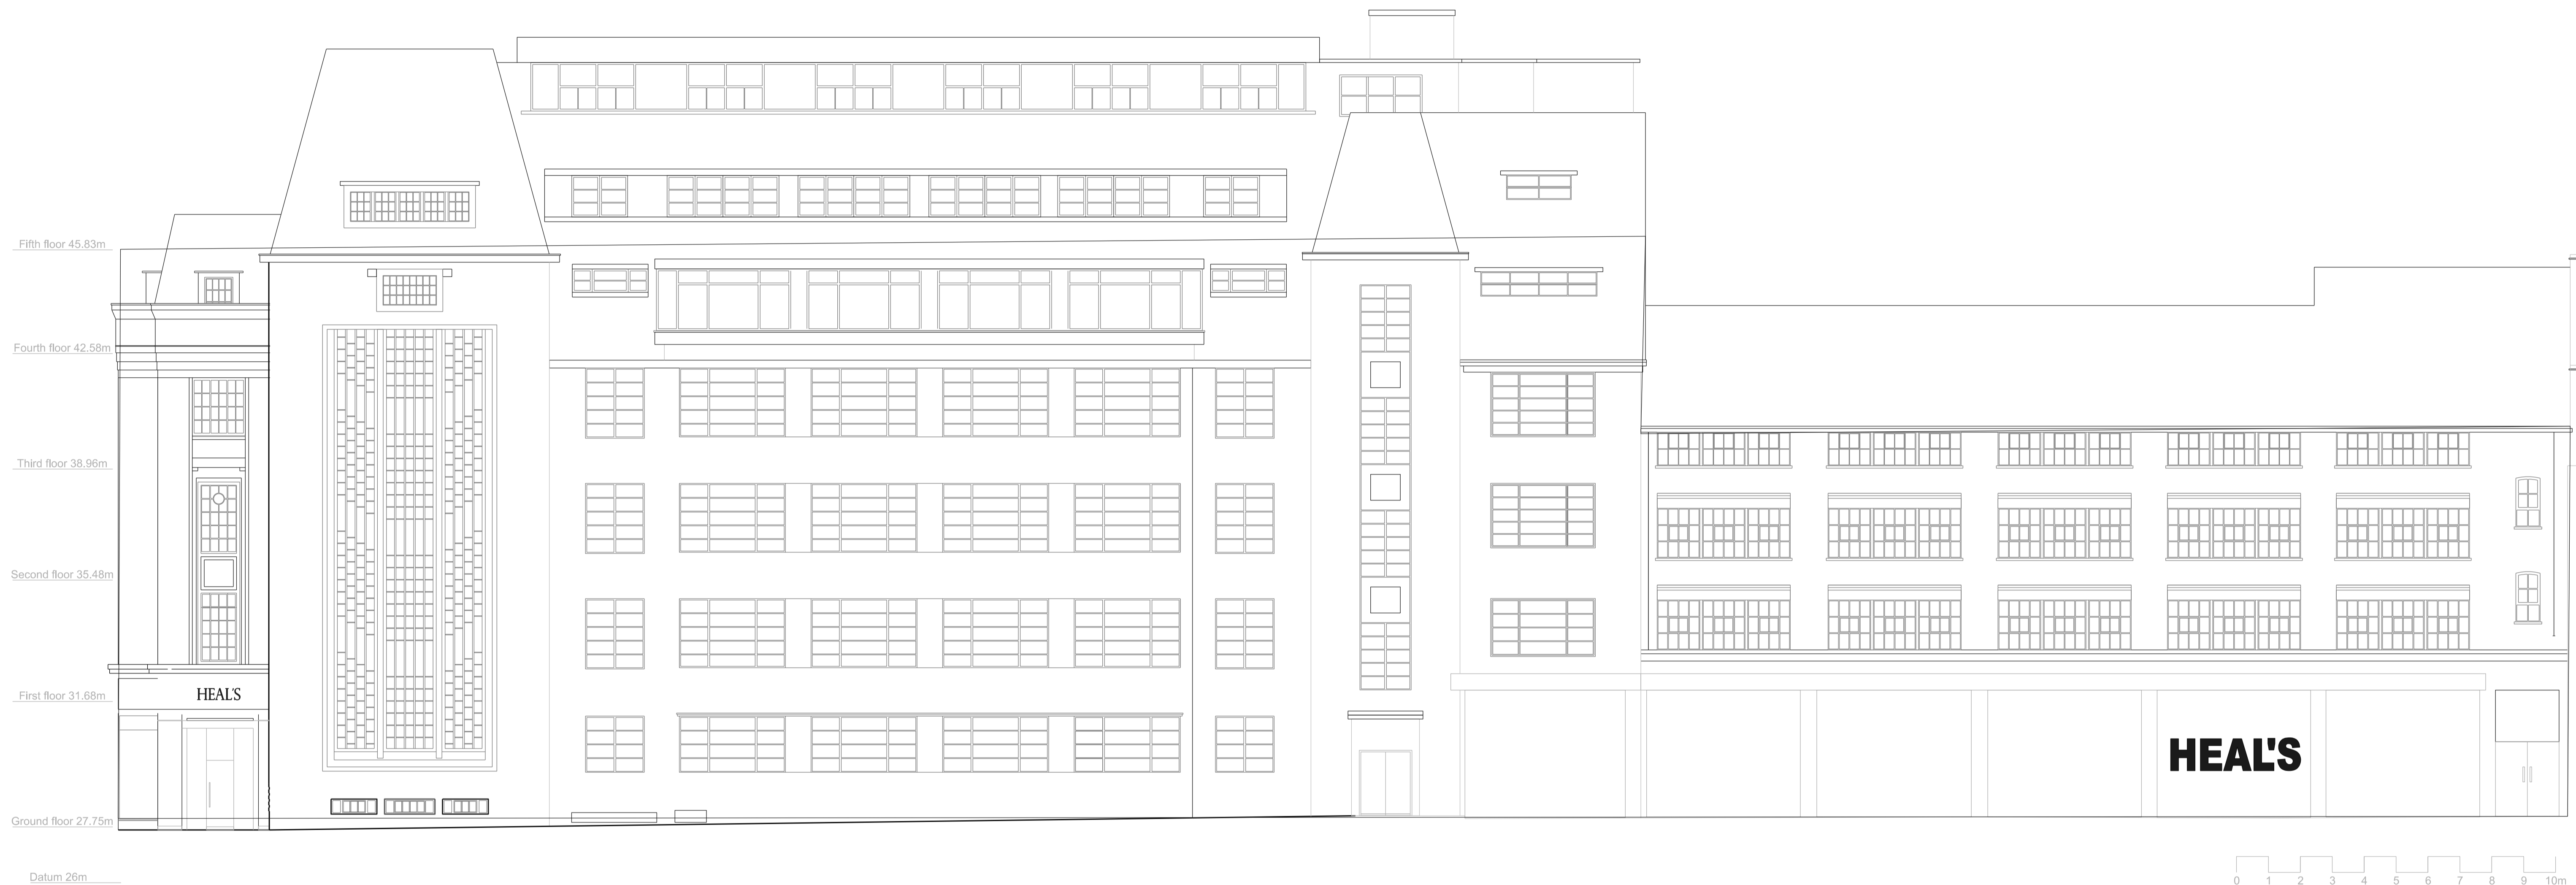 Fifth floor 45.83m
Fourth floor 42.58m
Third floor 38.96m
Second floor 35.48m
First floor 31.68m
HEAL'S
HEAL'S
Ground floor 27.75m
Datum 26m
0 1 2 3 4 5 6 7 8 9 10m